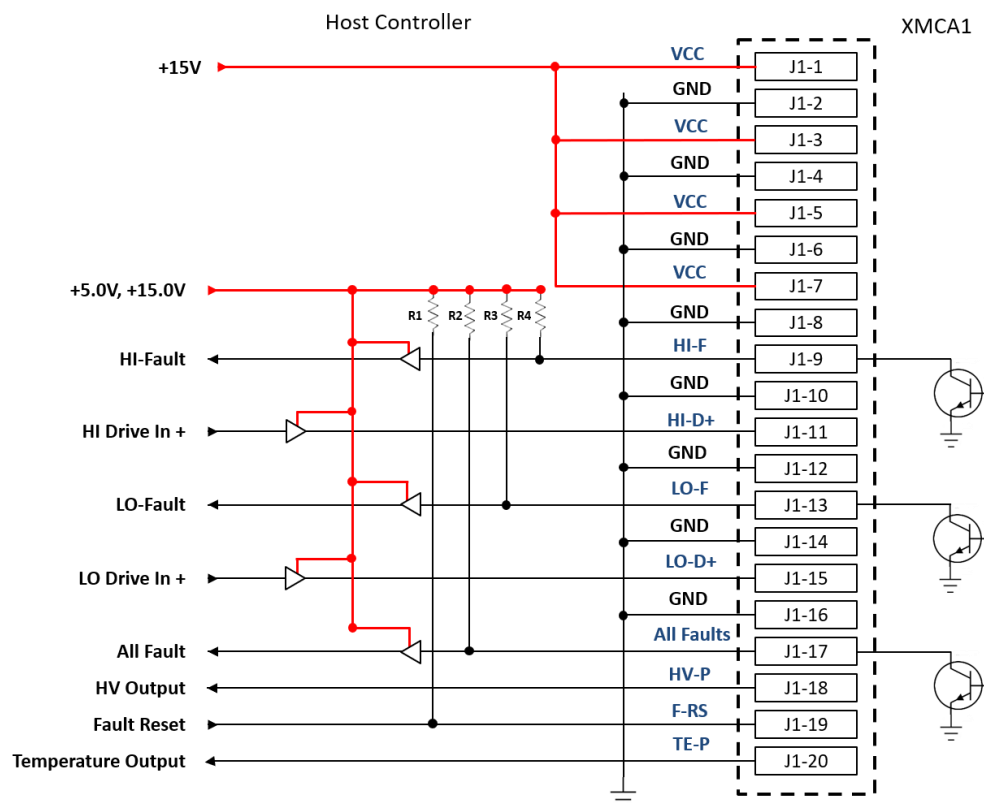 Host Controller
XMCA1
+15V
VCC
J1-1
GND
J1-2
VCC
J1-3
GND
J1-4
VCC
J1-5
GND
J1-6
+5.0V, +15.0V
VCC
J1-7
R1
R2
R3
R4
GND
J1-8
HI-Fault
HI-F
J1-9
GND
J1-10
HI Drive In +
HI-D+
J1-11
GND
J1-12
LO-Fault
LO-F
J1-13
GND
J1-14
LO Drive In +
LO-D+
J1-15
GND
J1-16
All Fault
All Faults
J1-17
HV Output
HV-P
J1-18
Fault Reset
F-RS
J1-19
Temperature Output
TE-P
J1-20